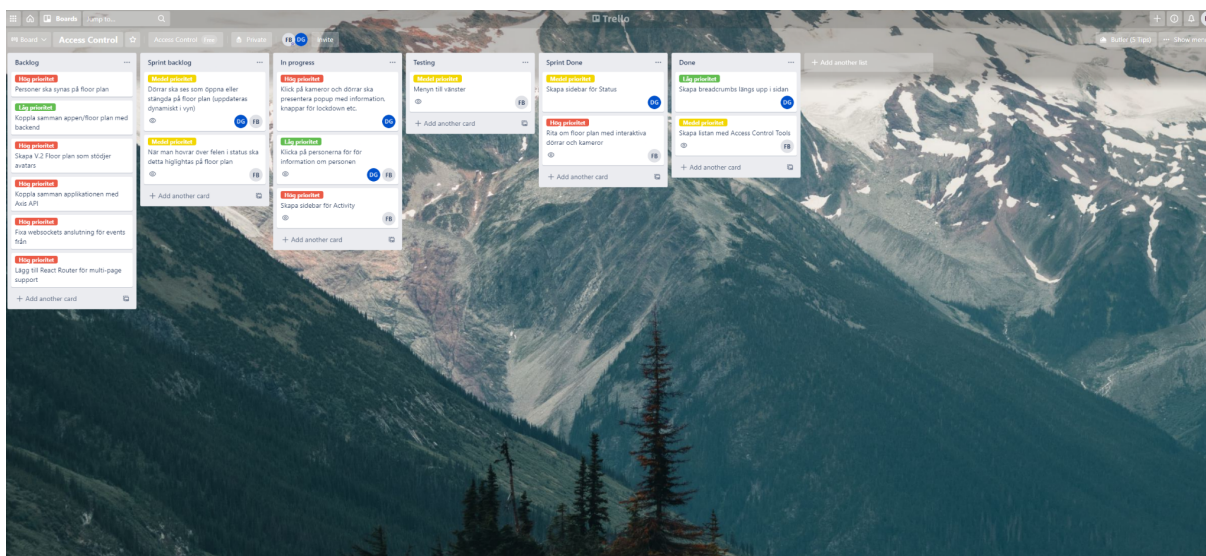 Boards
Jump to...
Trello
Board
Access Control
Access Control
Free
Private
FB
DG
Invite
Butler (5 Tips)
Show menu
Backlog
Hög prioritet
Personer ska synas på floor plan
Låg prioritet
Koppla samman appen/floor plan med
backend
Hög prioritet
Skapa V.2 Floor plan som stödjer
avatars
Hög prioritet
Koppla samman applikationen med
Axis API
Hög prioritet
Fixa websockets anslutning för events
från
Hög prioritet
Lägg till React Router för multi-page
support
+ Add another card
Sprint backlog
Medel prioritet
Dörrar ska ses som öppna eller
stängda på floor plan (uppdateras
dynamiskt i vyn)
DG
FB
Medel prioritet
När man hovrar över felen i status ska
detta higlightas på floor plan
FB
+ Add another card
In progress
Hög prioritet
Klick på kameror och dörrar ska
presentera popup med information,
knappar för lockdown etc.
DG
Låg prioritet
Klicka på personerna för för
information om personen
DG
FB
Hög prioritet
Skapa sidebar för Activity
FB
+ Add another card
Testing
Medel prioritet
Menyn till vänster
FB
+ Add another card
Sprint Done
Medel prioritet
Skapa sidebar för Status
DG
Hög prioritet
Rita om floor plan med interaktiva
dörrar och kameror
FB
+ Add another card
Done
Låg prioritet
Skapa breadcrumbs längs upp i sidan
DG
Medel prioritet
Skapa listan med Access Control Tools
FB
+ Add another card
+ Add another list